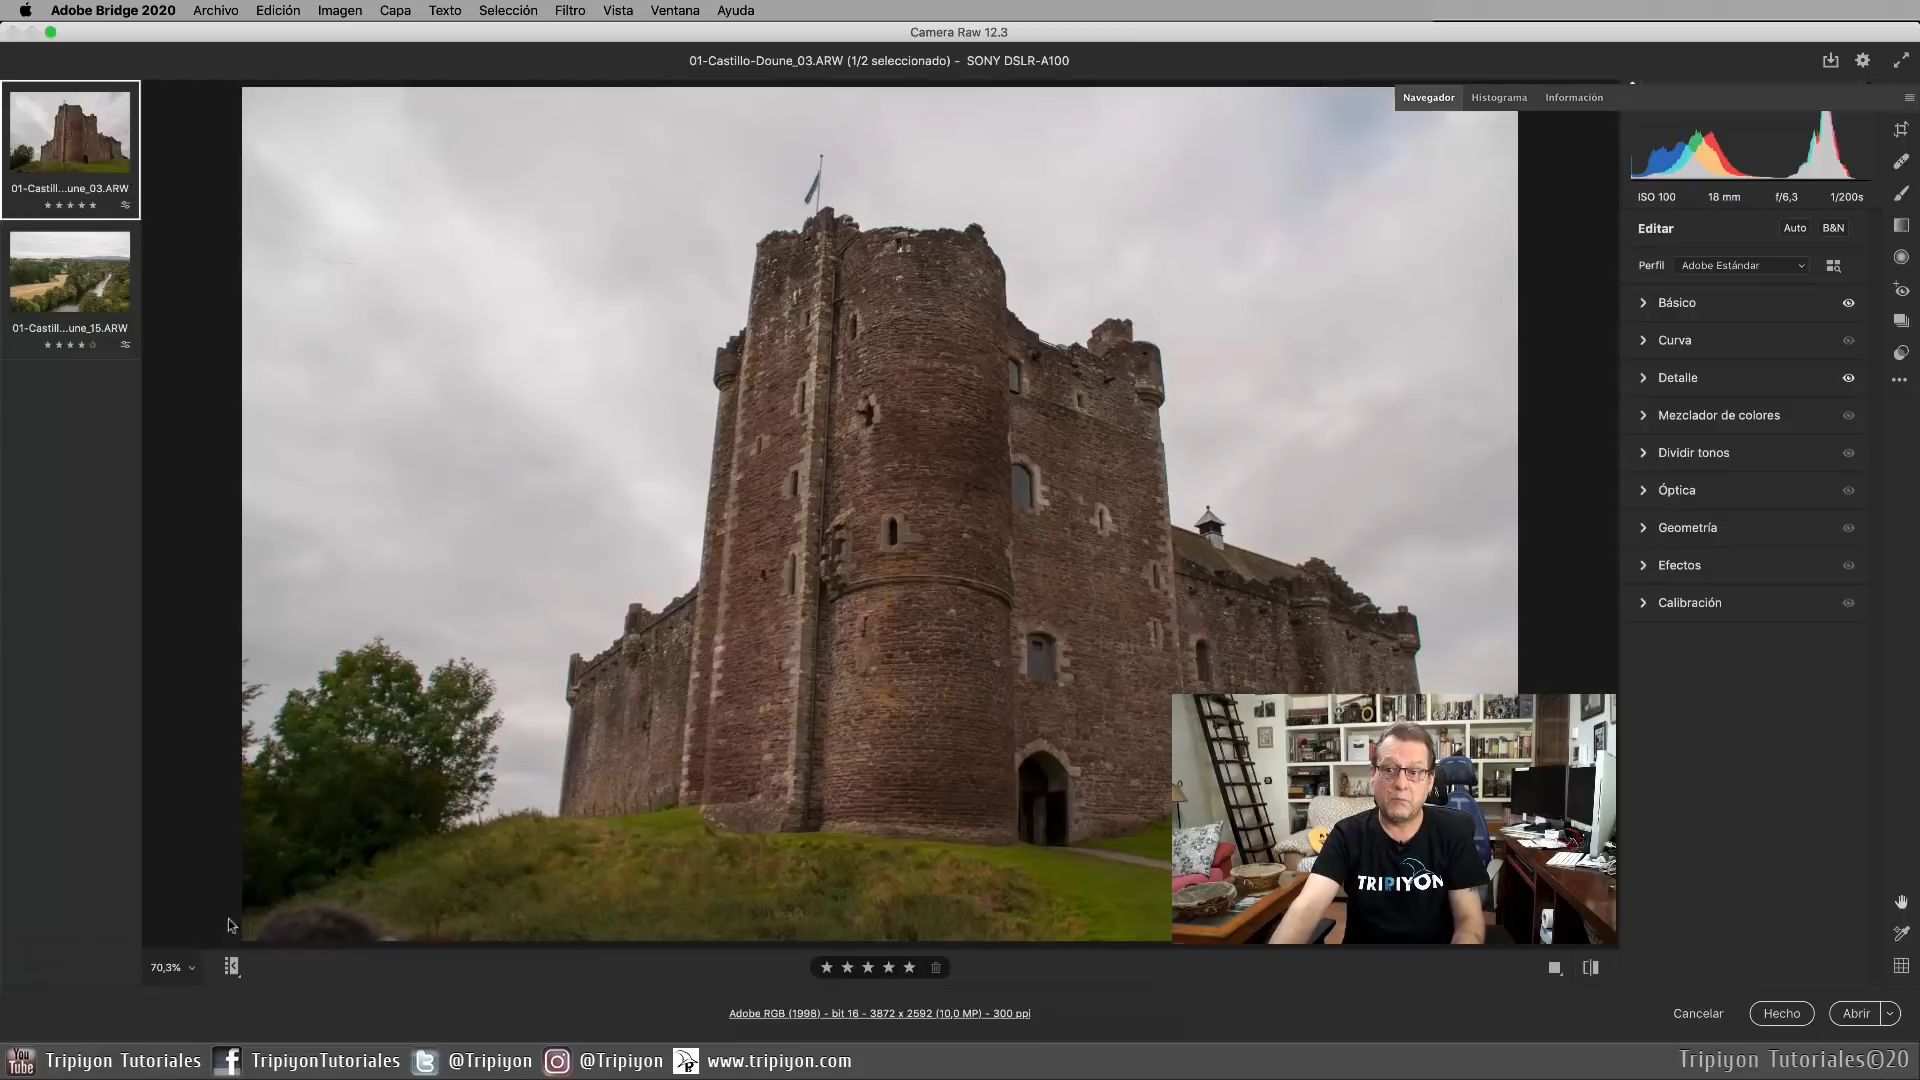 Adobe Bridge 2020 Archivo Edición Imagen Capa Texto Selección Filtro Vista Ventana Ayuda
Camera Raw 12.3
01-Castillo-Doune_03.ARW (1/2 seleccionado) - SONY DSLR-A100
Navegador Histograma Información
01-Castill...une_03.ARW
01-Castill...une_15.ARW
ISO 100 18 mm f/6,3 1/200s
Editar Auto B&N
Perfil Adobe Estándar
Básico
Curva
Detalle
Mezclador de colores
Dividir tonos
Óptica
Geometría
Efectos
Calibración
TRIPIYON
70,3%
Adobe RGB (1998) - bit 16 - 3872 x 2592 (10,0 MP) - 300 ppi
Cancelar Hecho Abrir
You Tube Tripiyon Tutoriales f TripiyonTutoriales @Tripiyon @Tripiyon www.tripiyon.com Tripiyon Tutoriales©20